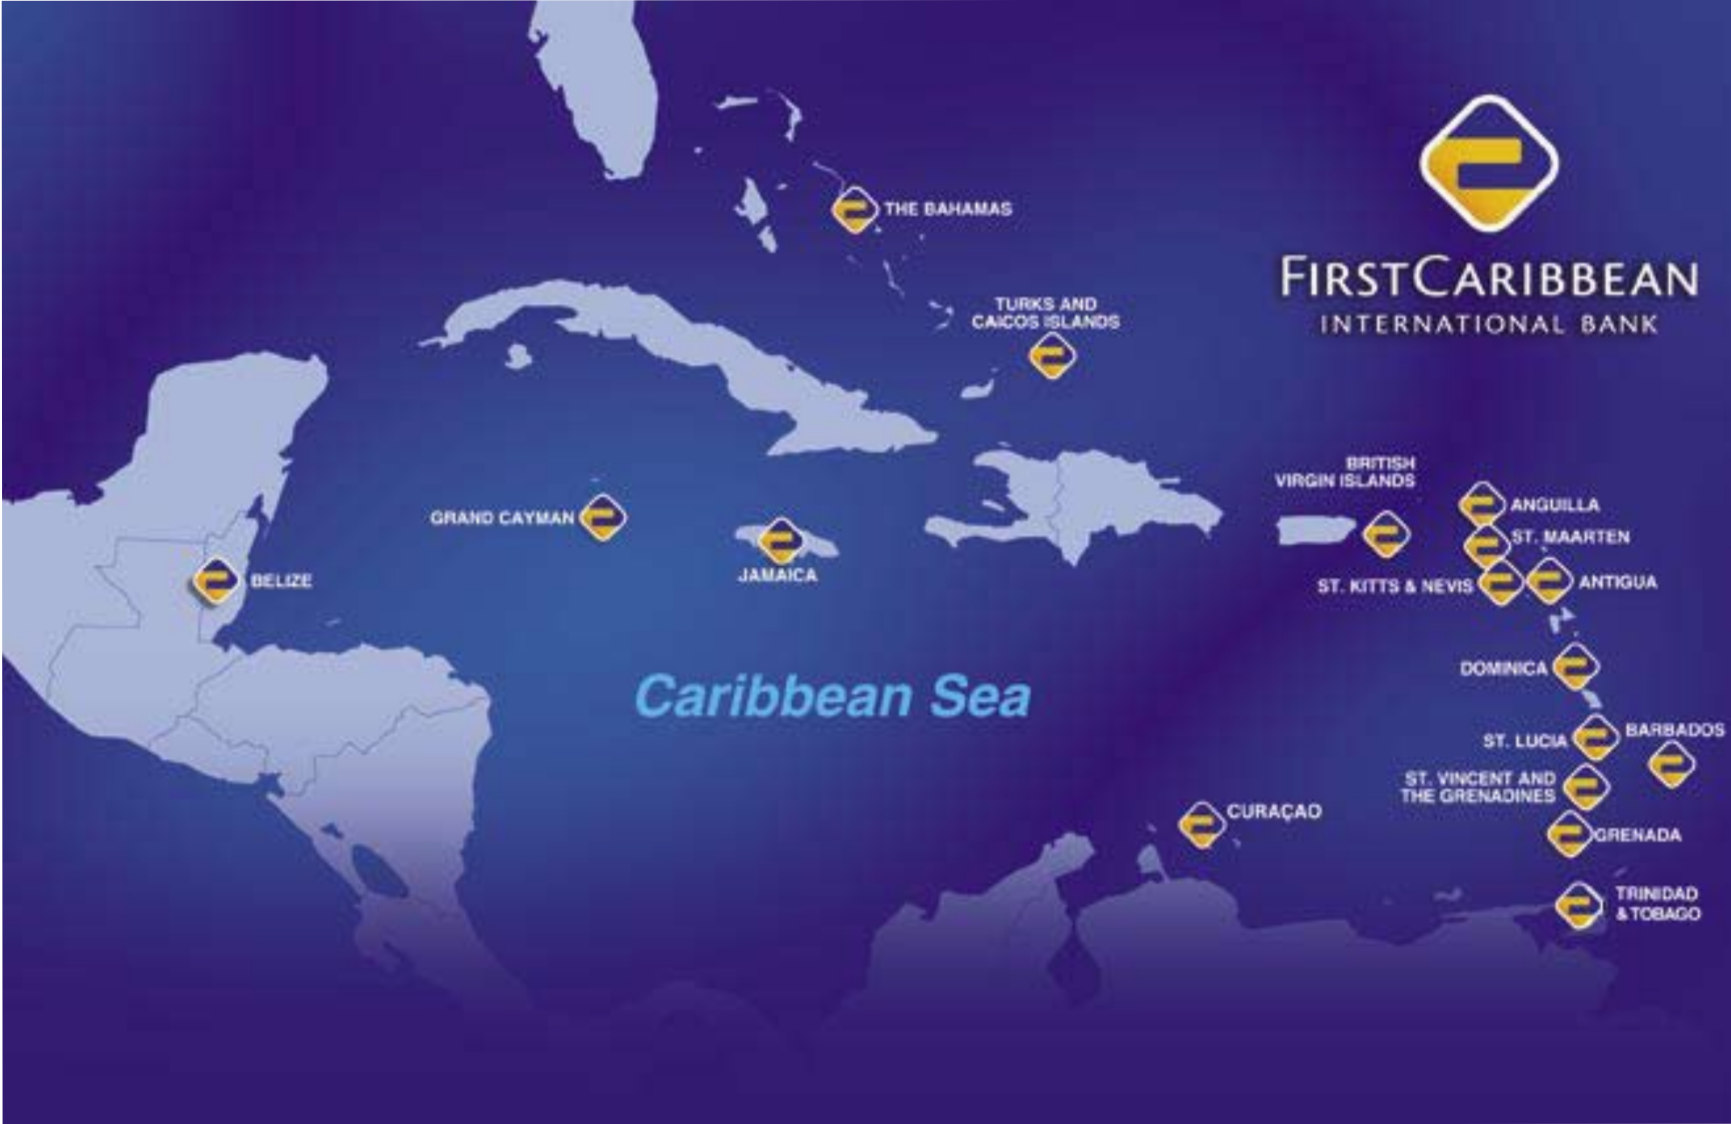 THE BAHAMAS
FIRSTCARIBBEAN
INTERNATIONAL BANK
TURKS AND
CAICOS ISLANDS
BRITISH
VIRGIN ISLANDS
ANGUILLA
GRAND CAYMAN
ST. MAARTEN
JAMAICA
BELIZE
ST. KITTS & NEVIS
ANTIGUA
DOMINICA
Caribbean Sea
BARBADOS
ST. LUCIA
ST. VINCENT AND
THE GRENADINES
CURAÇAO
GRENADA
TRINIDAD
& TOBAGO